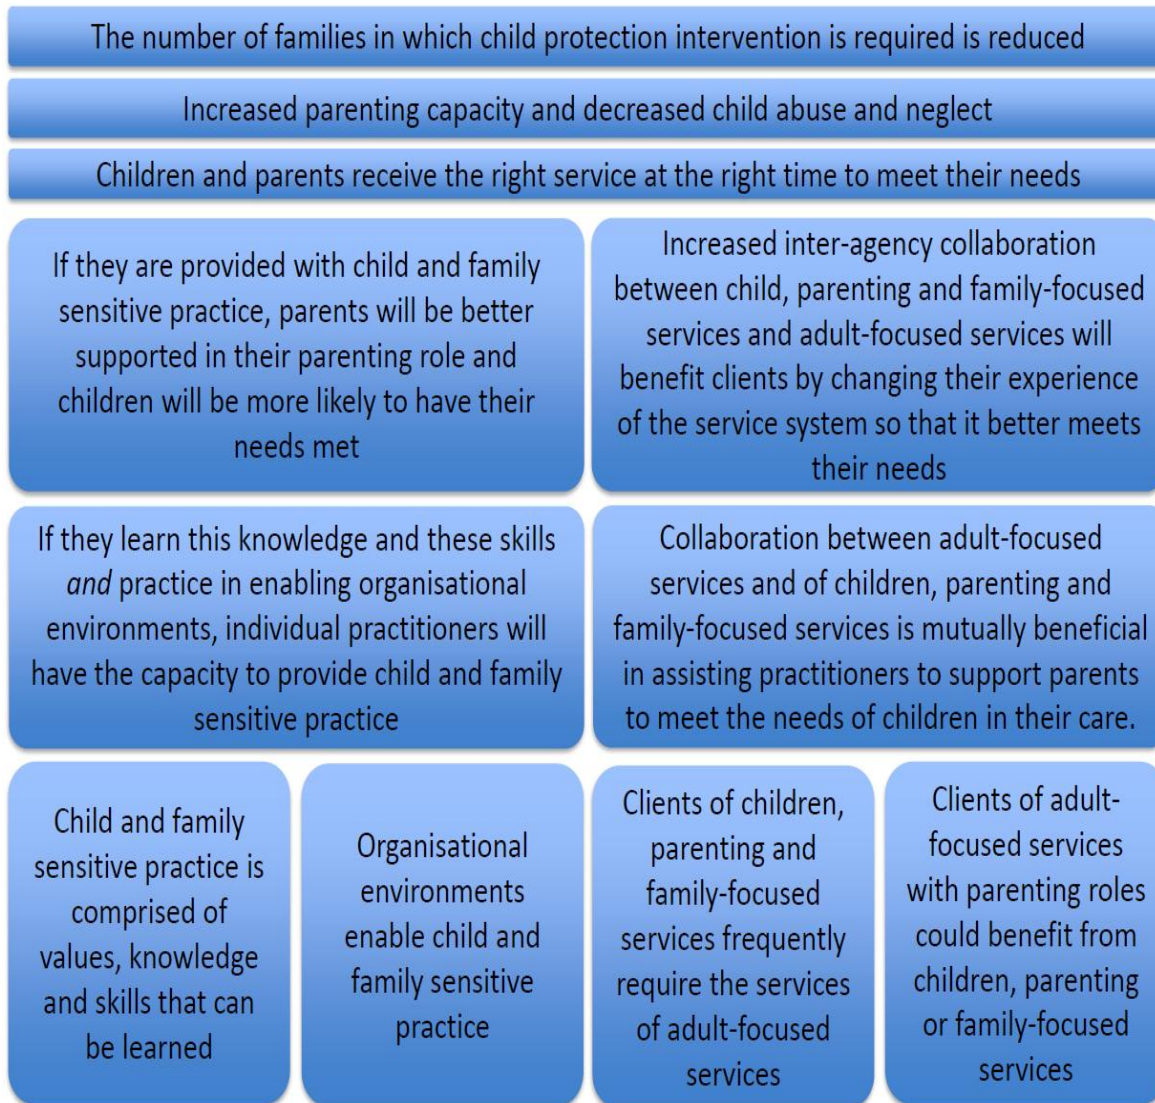 The number of families in which child protection intervention is required is reduced
Increased parenting capacity and decreased child abuse and neglect
Children and parents receive the right service at the right time to meet their needs
If they are provided with child and family
sensitive practice, parents will be better
supported in their parenting role and
children will be more likely to have their
needs met
Increased inter-agency collaboration
between child, parenting and family-focused
services and adult-focused services will
benefit clients by changing their experience
of the service system so that it better meets
their needs
If they learn this knowledge and these skills
and practice in enabling organisational
environments, individual practitioners will
have the capacity to provide child and family
sensitive practice
Collaboration between adult-focused
services and of children, parenting and
family-focused services is mutually beneficial
in assisting practitioners to support parents
to meet the needs of children in their care.
Child and family
sensitive practice is
comprised of
values, knowledge
and skills that can
be learned
Organisational
environments
enable child and
family sensitive
practice
Clients of children,
parenting and
family-focused
services frequently
require the services
of adult-focused
services
Clients of adult-
focused services
with parenting roles
could benefit from
children, parenting
or family-focused
services